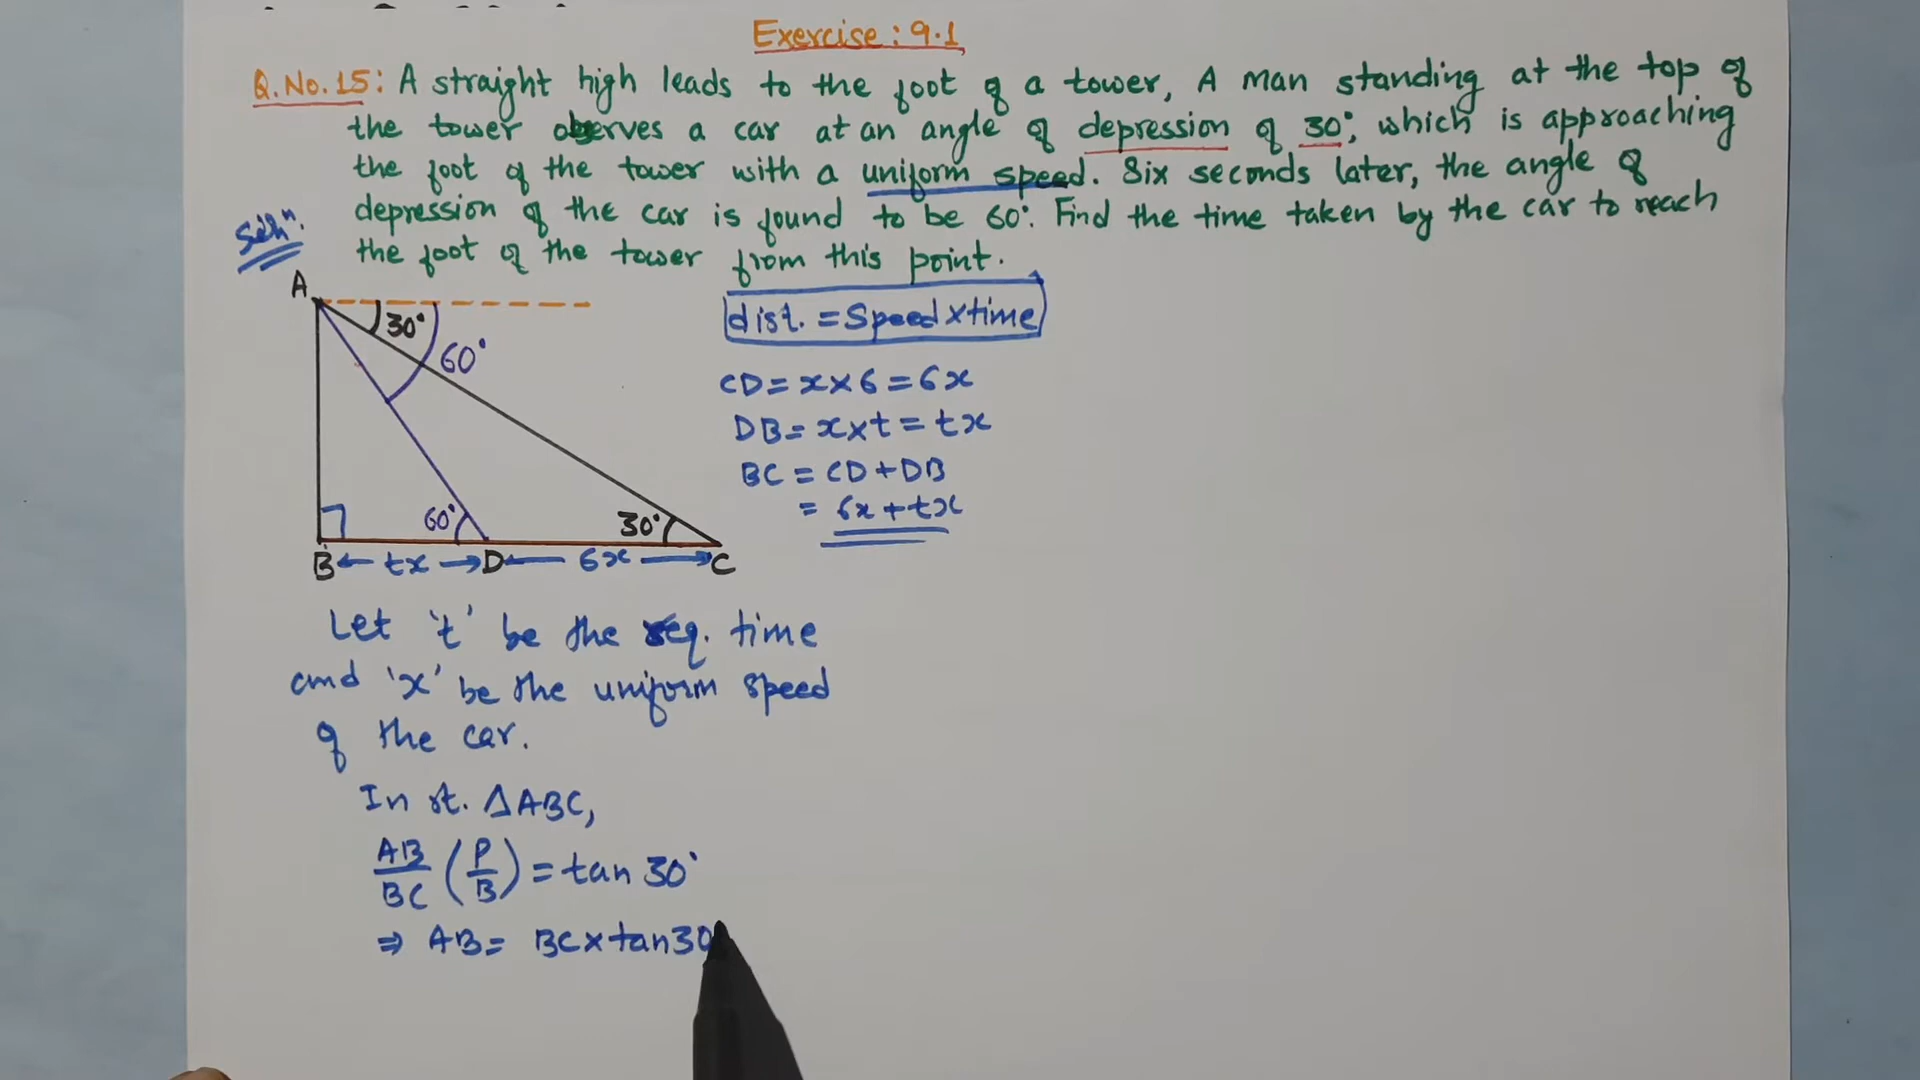 Exercise: 9.1
Q.No.15: A straight high leads to the foot of a tower, A man standing at the top of
the tower observes a car at an angle of depression of 30°, which is approaching
the foot of the tower with a uniform speed. Six seconds later, the angle of
depression of the car is found to be 60°. Find the time taken by the car to reach
the foot of the tower from this point.
Solⁿ.
A
30°
60°
60°
30°
B
tx
D
6x
C
dist. = Speed×time
CD = x×6 = 6x
DB = x×t = tx
BC = CD+DB
= 6x+tx
Let 't' be the req. time
and 'x' be the uniform speed
of the car.
In rt. ΔABC,
AB/BC (P/B) = tan 30°
⇒ AB = BC×tan30